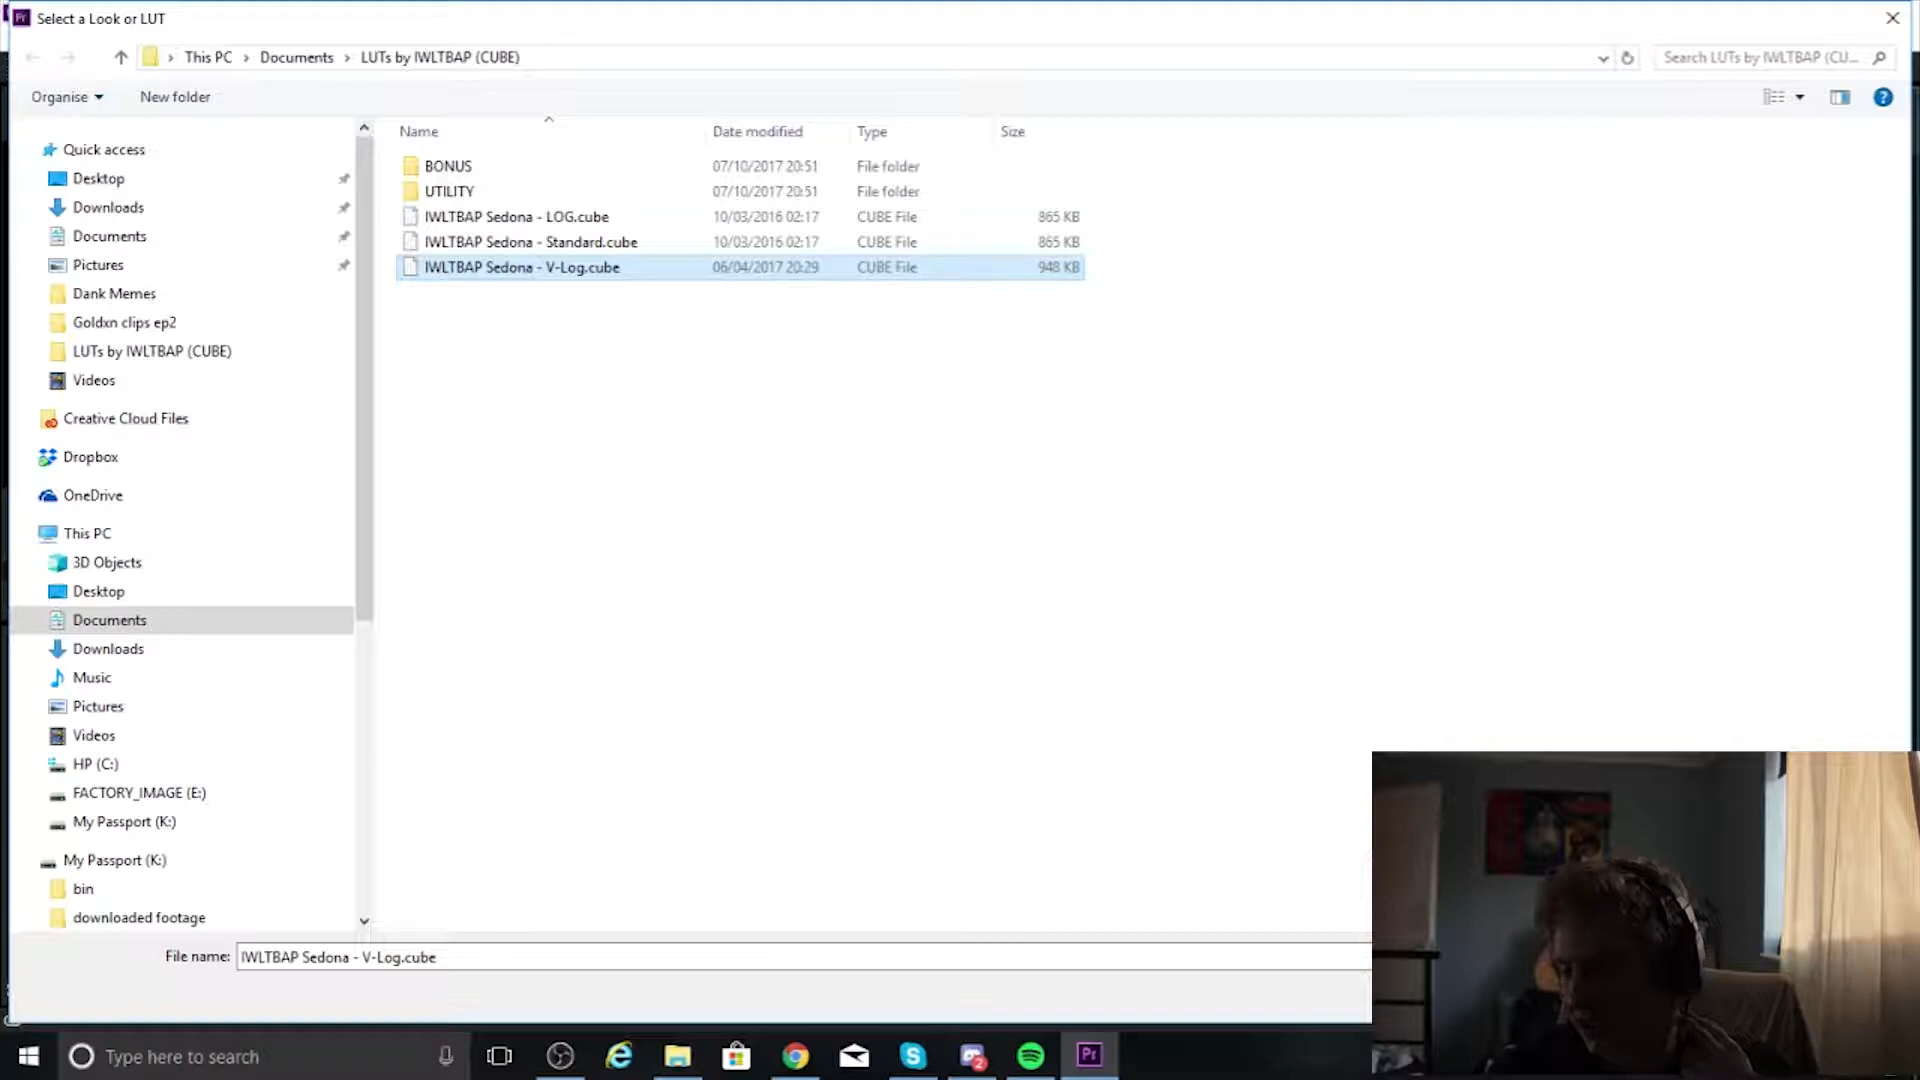 Pr Select a Look or LUT
This PC > Documents > LUTs by IWLTBAP (CUBE)
Search LUTs by IWLTBAP (CU...
Organise
New folder
?
Name Date modified Type Size
BONUS 07/10/2017 20:51 File folder
UTILITY 07/10/2017 20:51 File folder
IWLTBAP Sedona - LOG.cube 10/03/2016 02:17 CUBE File 865 KB
IWLTBAP Sedona - Standard.cube 10/03/2016 02:17 CUBE File 865 KB
IWLTBAP Sedona - V-Log.cube 06/04/2017 20:29 CUBE File 948 KB
Quick access
Desktop
Downloads
Documents
Pictures
Dank Memes
Goldxn clips ep2
LUTs by IWLTBAP (CUBE)
Videos
Creative Cloud Files
Dropbox
OneDrive
This PC
3D Objects
Desktop
Documents
Downloads
Music
Pictures
Videos
HP (C:)
FACTORY_IMAGE (E:)
My Passport (K:)
My Passport (K:)
bin
downloaded footage
File name: IWLTBAP Sedona - V-Log.cube
Type here to search
2
Pr